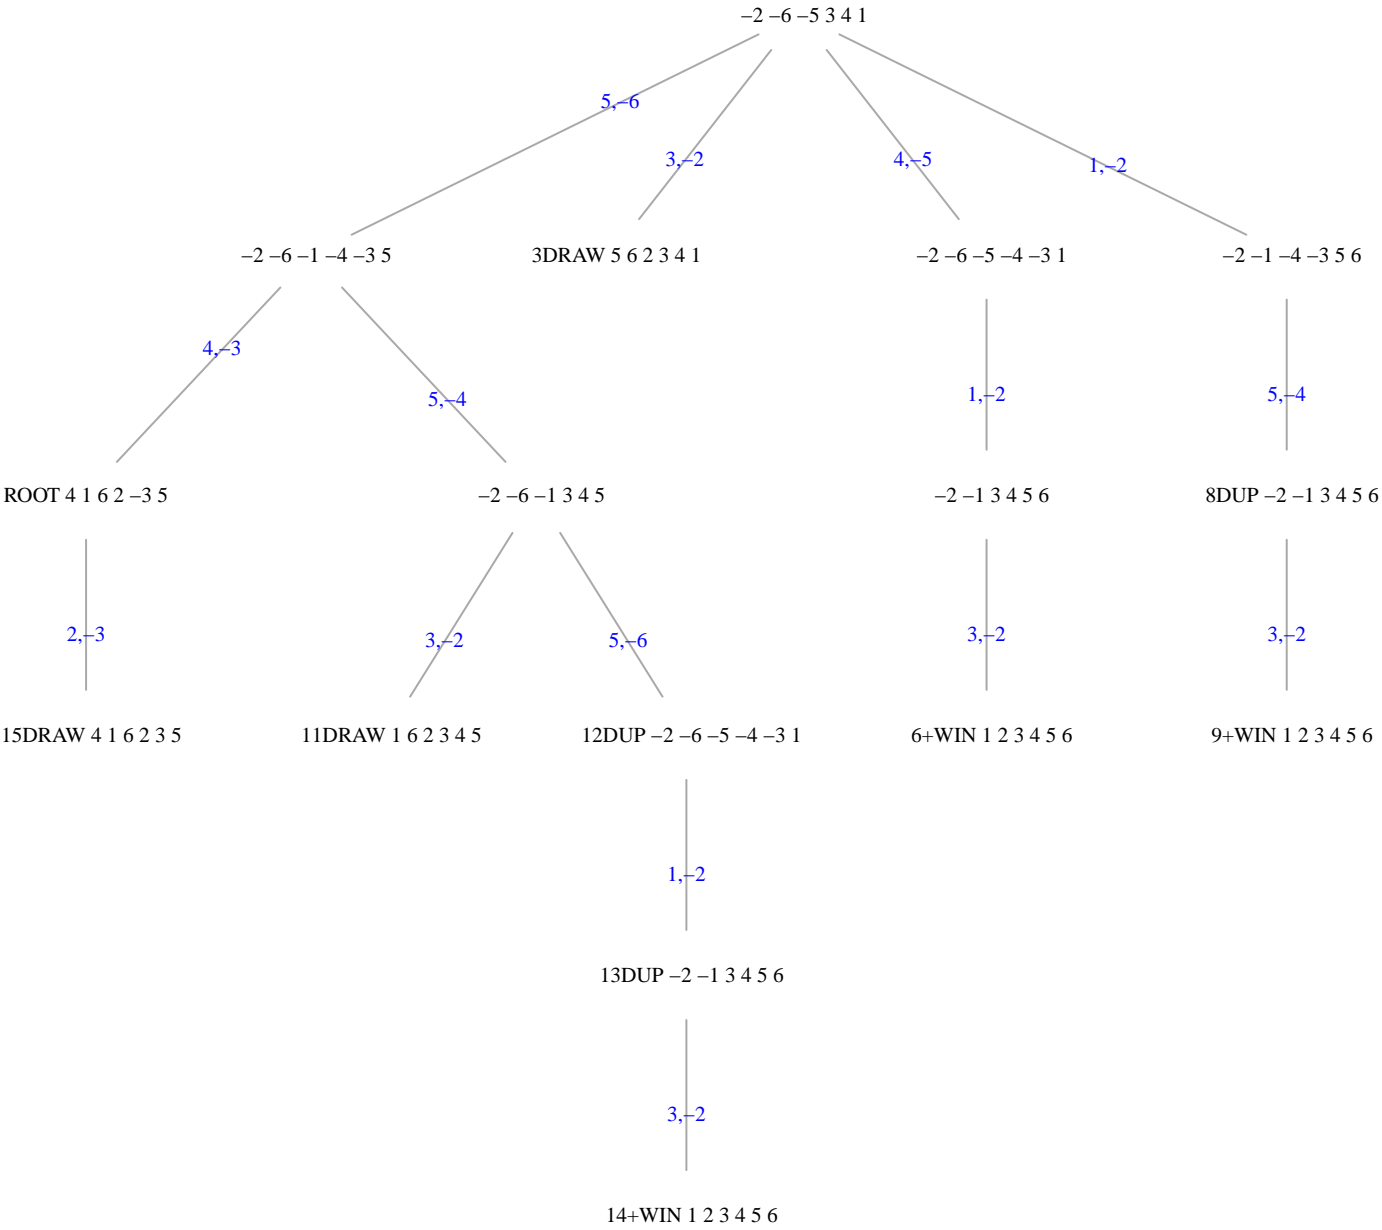 –2 –6 –5 3 4 1
5,–6
3,–2
4,–5
1,–2
–2 –6 –1 –4 –3 5
3DRAW 5 6 2 3 4 1
–2 –6 –5 –4 –3 1
–2 –1 –4 –3 5 6
4,–3
5,–4
1,–2
5,–4
ROOT 4 1 6 2 –3 5
–2 –6 –1 3 4 5
–2 –1 3 4 5 6
8DUP –2 –1 3 4 5 6
2,–3
3,–2
5,–6
3,–2
3,–2
15DRAW 4 1 6 2 3 5
11DRAW 1 6 2 3 4 5
12DUP –2 –6 –5 –4 –3 1
6+WIN 1 2 3 4 5 6
9+WIN 1 2 3 4 5 6
1,–2
13DUP –2 –1 3 4 5 6
3,–2
14+WIN 1 2 3 4 5 6